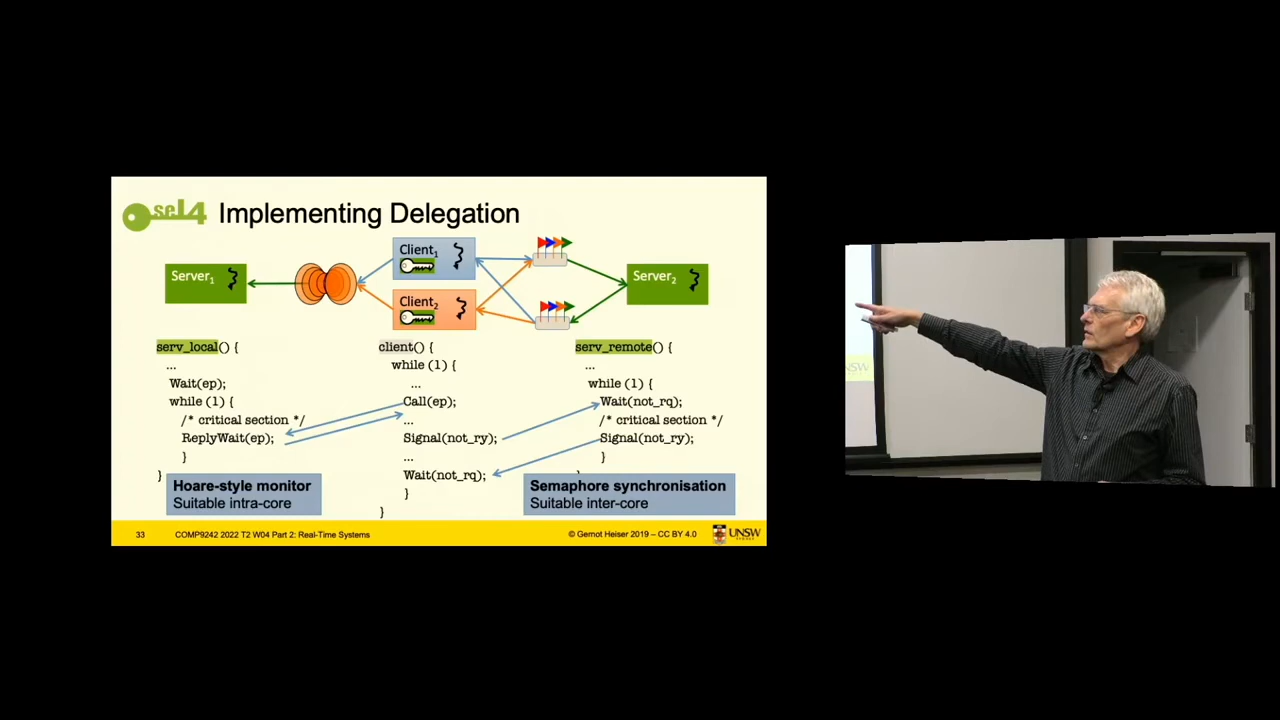 seL4 Implementing Delegation
Server1
Client1
Client2
Server2
serv_local() {
...
Wait(ep);
while (1) {
/* critical section */
ReplyWait(ep);
}
}
Hoare-style monitor
Suitable intra-core
client() {
while (1) {
...
Call(ep);
...
Signal(not_ry);
...
Wait(not_rq);
}
}
serv_remote() {
...
while (1) {
Wait(not_rq);
/* critical section */
Signal(not_ry);
}
Semaphore synchronisation
Suitable inter-core
33 COMP9242 2022 T2 W04 Part 2: Real-Time Systems © Gernot Heiser 2019 – CC BY 4.0 UNSW